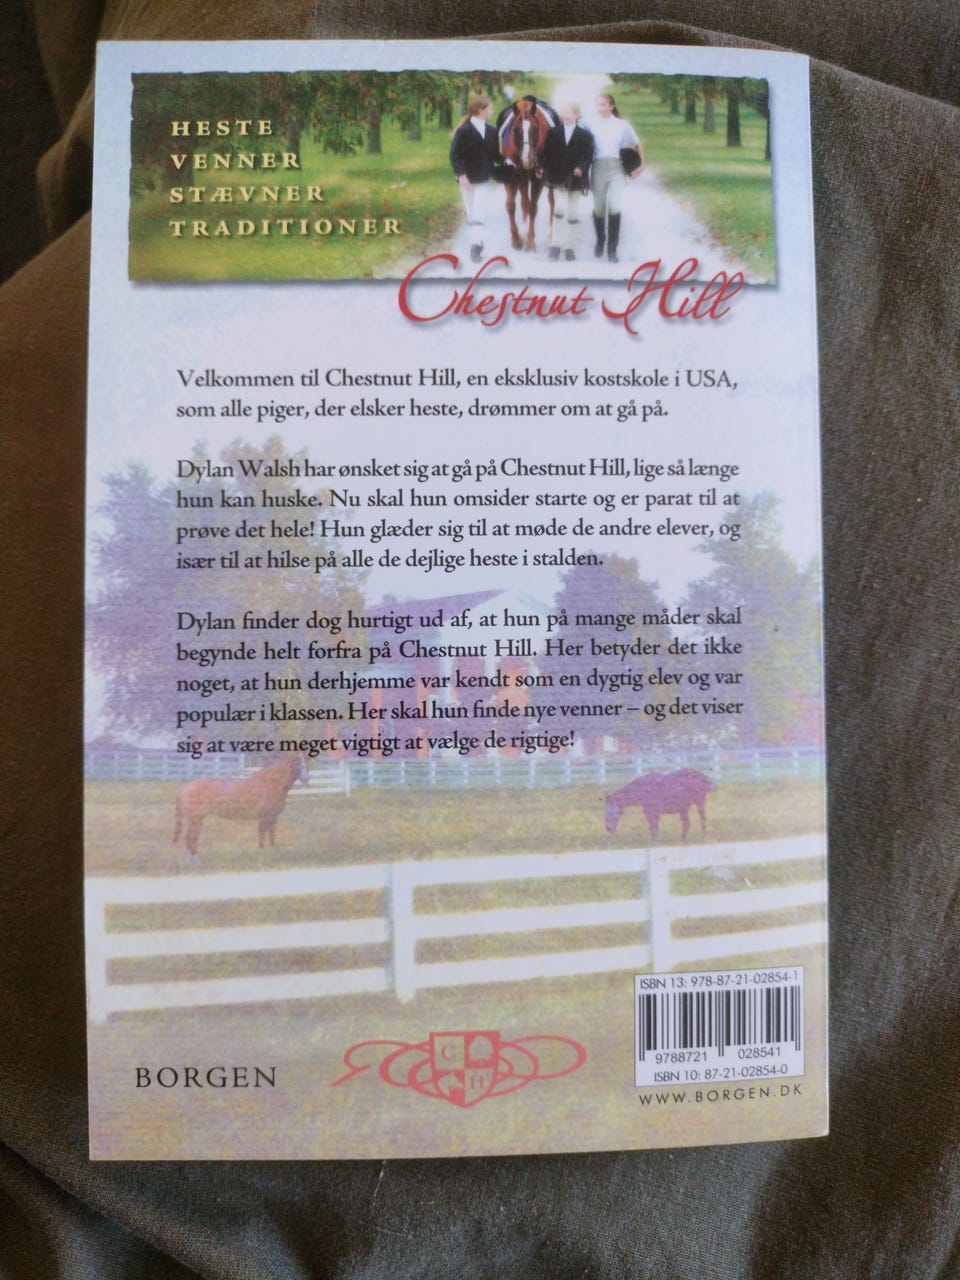 HESTE
VENNER
STÆVNER
TRADITIONER
Chestnut Hill
Velkommen til Chestnut Hill, en eksklusiv kostskole i USA,
som alle piger, der elsker heste, drømmer om at gå på.
Dylan Walsh har ønsket sig at gå på Chestnut Hill, lige så længe
hun kan huske. Nu skal hun omsider starte og er parat til at
prøve det hele! Hun glæder sig til at møde de andre elever, og
især til at hilse på alle de dejlige heste i stalden.
Dylan finder dog hurtigt ud af, at hun på mange måder skal
begynde helt forfra på Chestnut Hill. Her betyder det ikke
noget, at hun derhjemme var kendt som en dygtig elev og var
populær i klassen. Her skal hun finde nye venner – og det viser
sig at være meget vigtigt at vælge de rigtige!
ISBN 13: 978-87-21-02854-1
9788721 028541
ISBN 10: 87-21-02854-0
WWW.BORGEN.DK
BORGEN
C
H